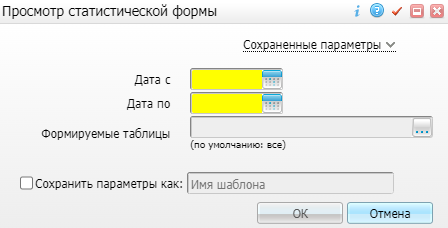 Просмотр статистической формы
Сохраненные параметры
Дата с
Дата по
Формируемые таблицы ...
(по умолчанию: все)
Сохранить параметры как: Имя шаблона
OK Отмена